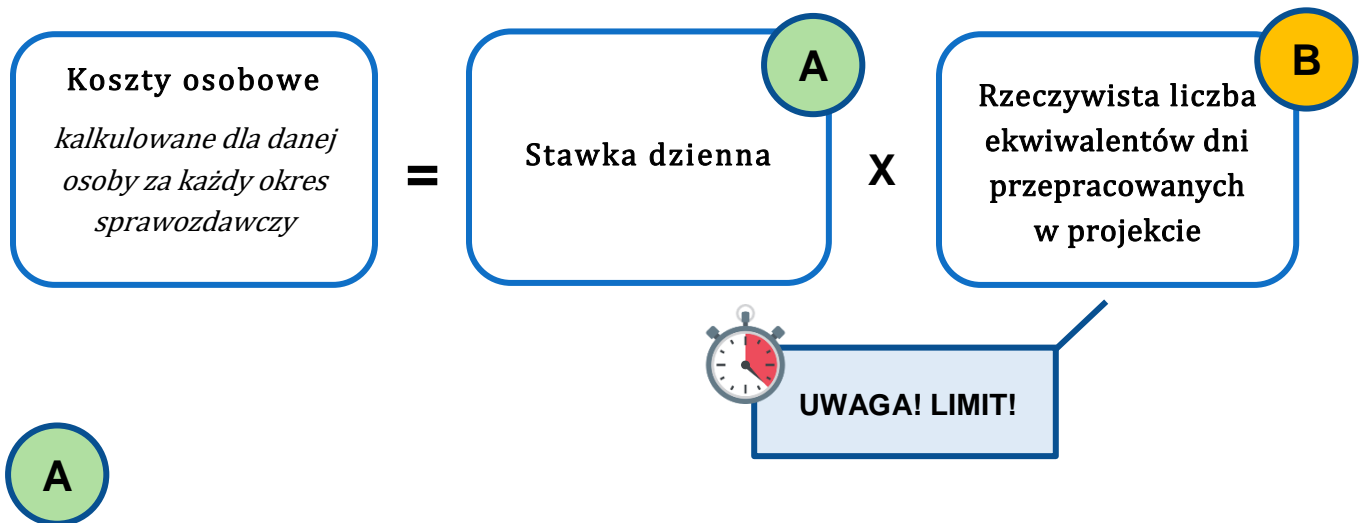 Koszty osobowe
kalkulowane dla danej
osoby za każdy okres
sprawozdawczy
=
A
Stawka dzienna
X
B
Rzeczywista liczba
ekwiwalentów dni
przepracowanych
w projekcie
UWAGA! LIMIT!
A